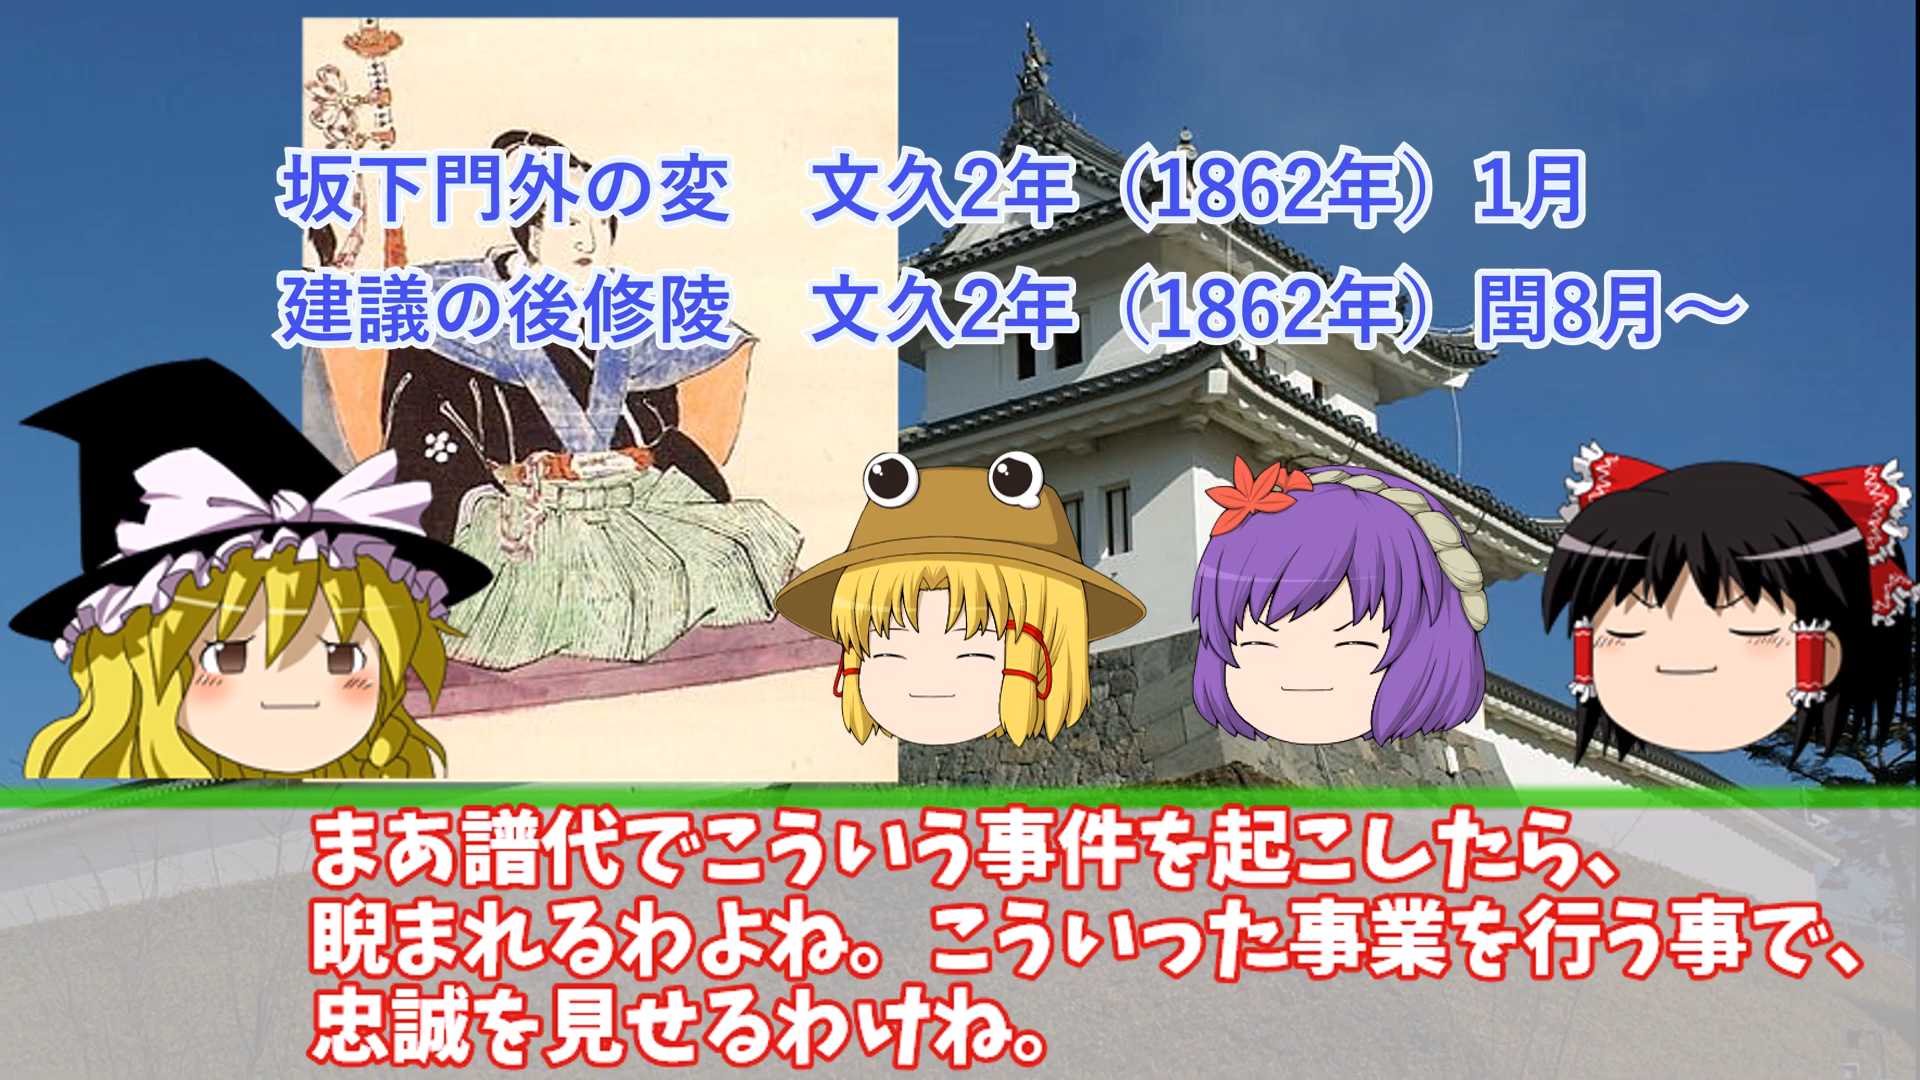 坂下門外の変　文久2年（1862年）1月
建議の後修陵　文久2年（1862年）閏8月～
まあ譜代でこういう事件を起こしたら、
睨まれるわよね。こういった事業を行う事で、
忠誠を見せるわけね。